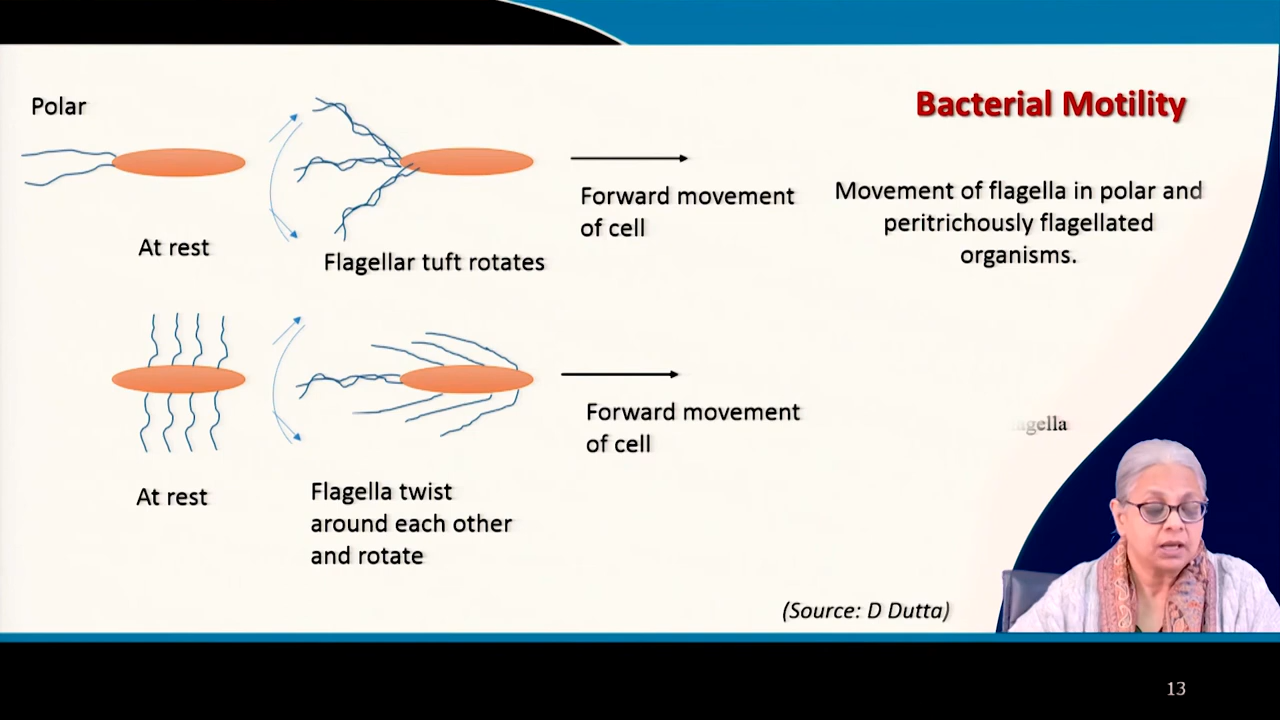 Polar
Bacterial Motility
At rest
Flagellar tuft rotates
Forward movement
of cell
Movement of flagella in polar and
peritrichously flagellated
organisms.
At rest
Flagella twist
around each other
and rotate
Forward movement
of cell
(Source: D Dutta)
13